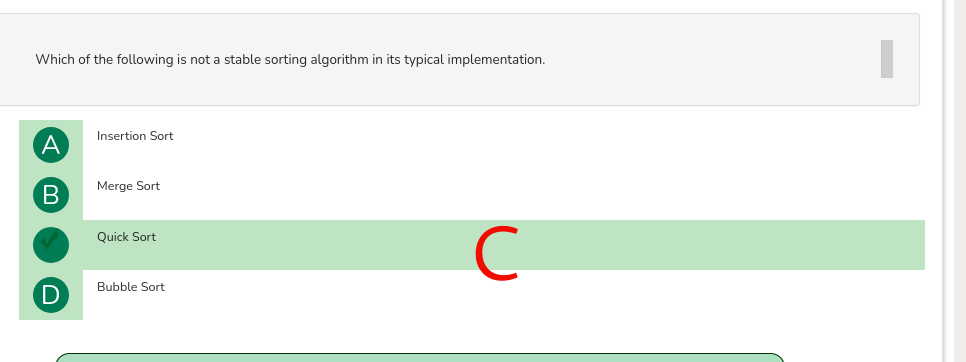 Which of the following is not a stable sorting algorithm in its typical implementation.
A Insertion Sort
B Merge Sort
Quick Sort C
D Bubble Sort